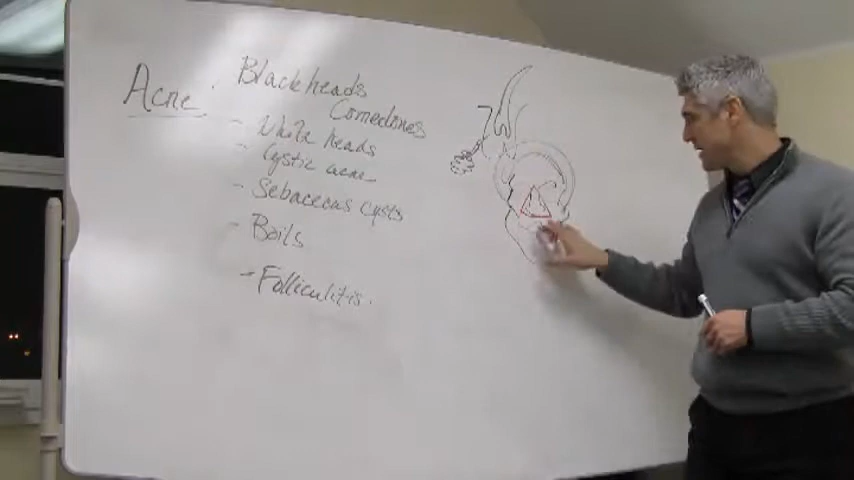 Acne
Blackheads
Comedones
- White heads
- Cystic acne
- Sebaceous cysts
- Boils
- Folliculitis.